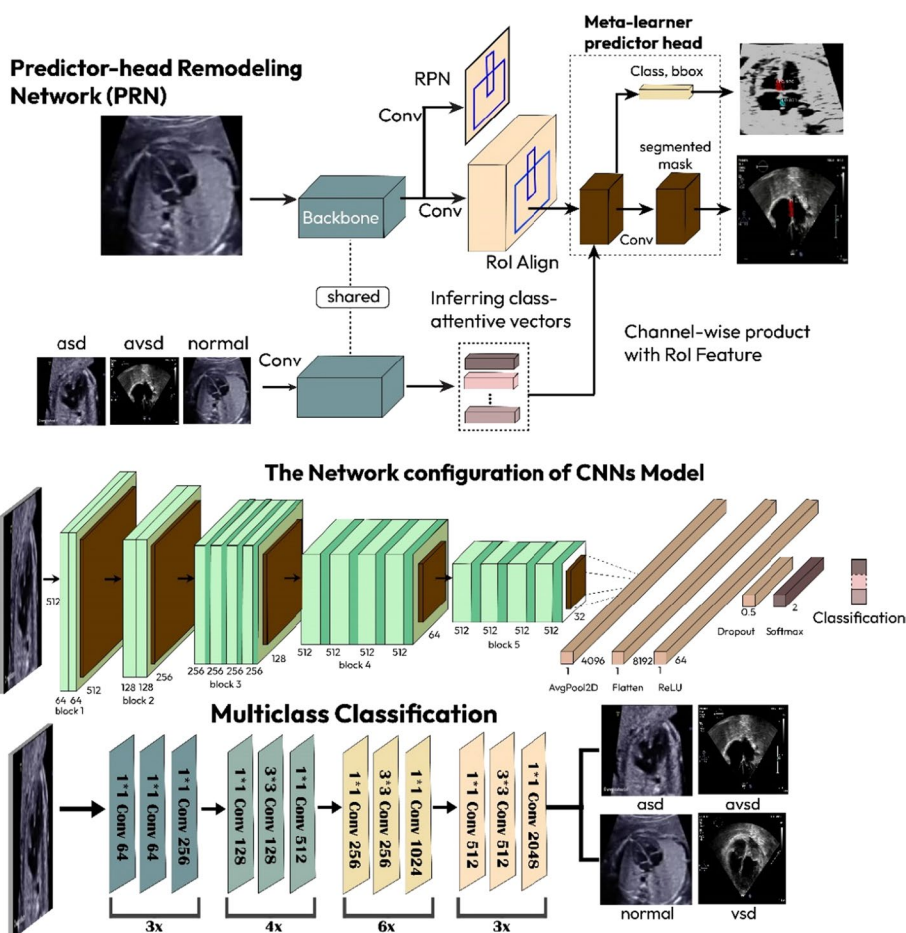 Predictor-head Remodeling
Network (PRN)
Meta-learner
predictor head
RPN
Conv
Class, bbox
segmented
mask
Backbone
Conv
RoI Align
Conv
shared
Inferring class-
attentive vectors
Channel-wise product
with RoI Feature
asd avsd normal
Conv
The Network configuration of CNNs Model
512
64 64
512
block 1
128 128
256
block 2
256 256 256 256
128
block 3
512 512 512 512
64
block 4
512 512 512 512
32
block 5
1 4096
AvgPool2D
1 8192
Flatten
1 64
ReLU
0.5
Dropout
2
Softmax
Classification
Multiclass Classification
1*1 Conv 64
1*1 Conv 64
1*1 Conv 256
3x
1*1 Conv 128
3*3 Conv 128
1*1 Conv 512
4x
1*1 Conv 256
3*3 Conv 256
1*1 Conv 1024
6x
1*1 Conv 512
3*3 Conv 512
1*1 Conv 2048
3x
asd avsd
normal vsd